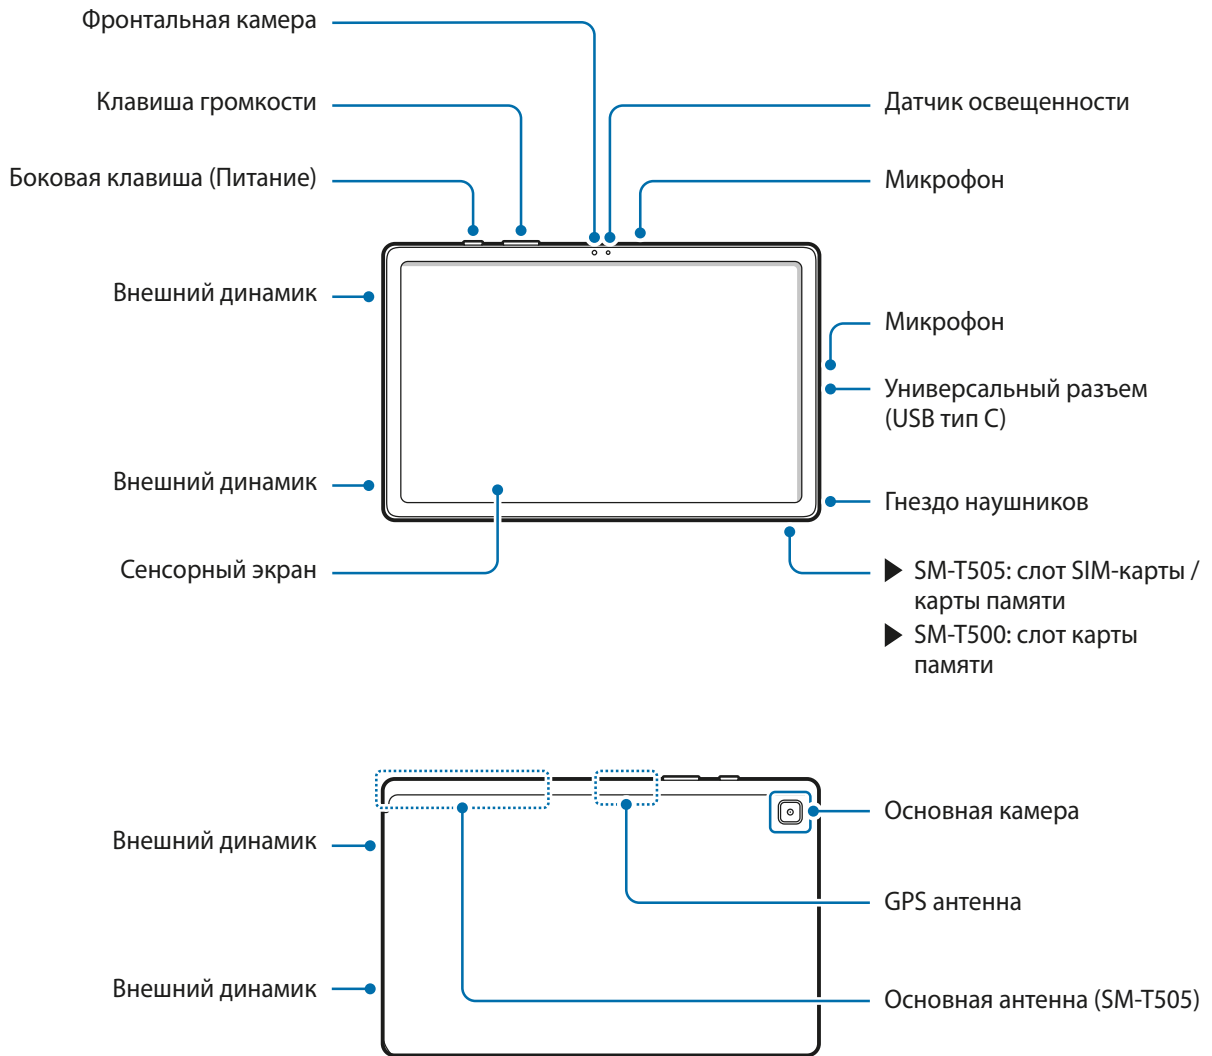 Фронтальная камера
Клавиша громкости
Датчик освещенности
Боковая клавиша (Питание)
Микрофон
Внешний динамик
Микрофон
Универсальный разъем
(USB тип C)
Внешний динамик
Гнездо наушников
Сенсорный экран
SM-T505: слот SIM-карты /
карты памяти
SM-T500: слот карты
памяти
Основная камера
Внешний динамик
GPS антенна
Внешний динамик
Основная антенна (SM-T505)